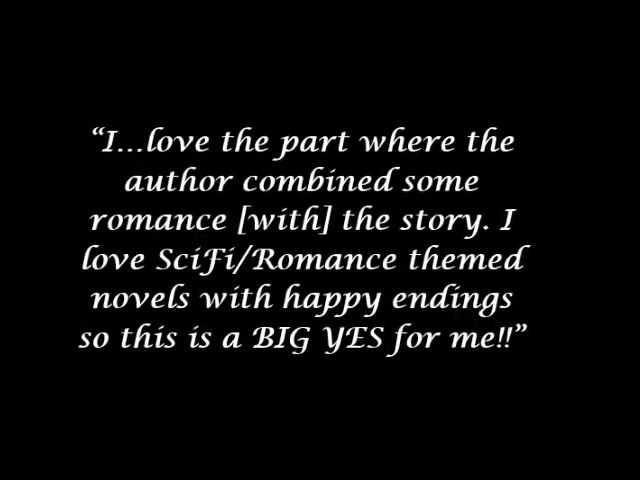 “I...love the part where the
author combined some
romance [with] the story. I
love SciFi/Romance themed
novels with happy endings
so this is a BIG YES for me!!”